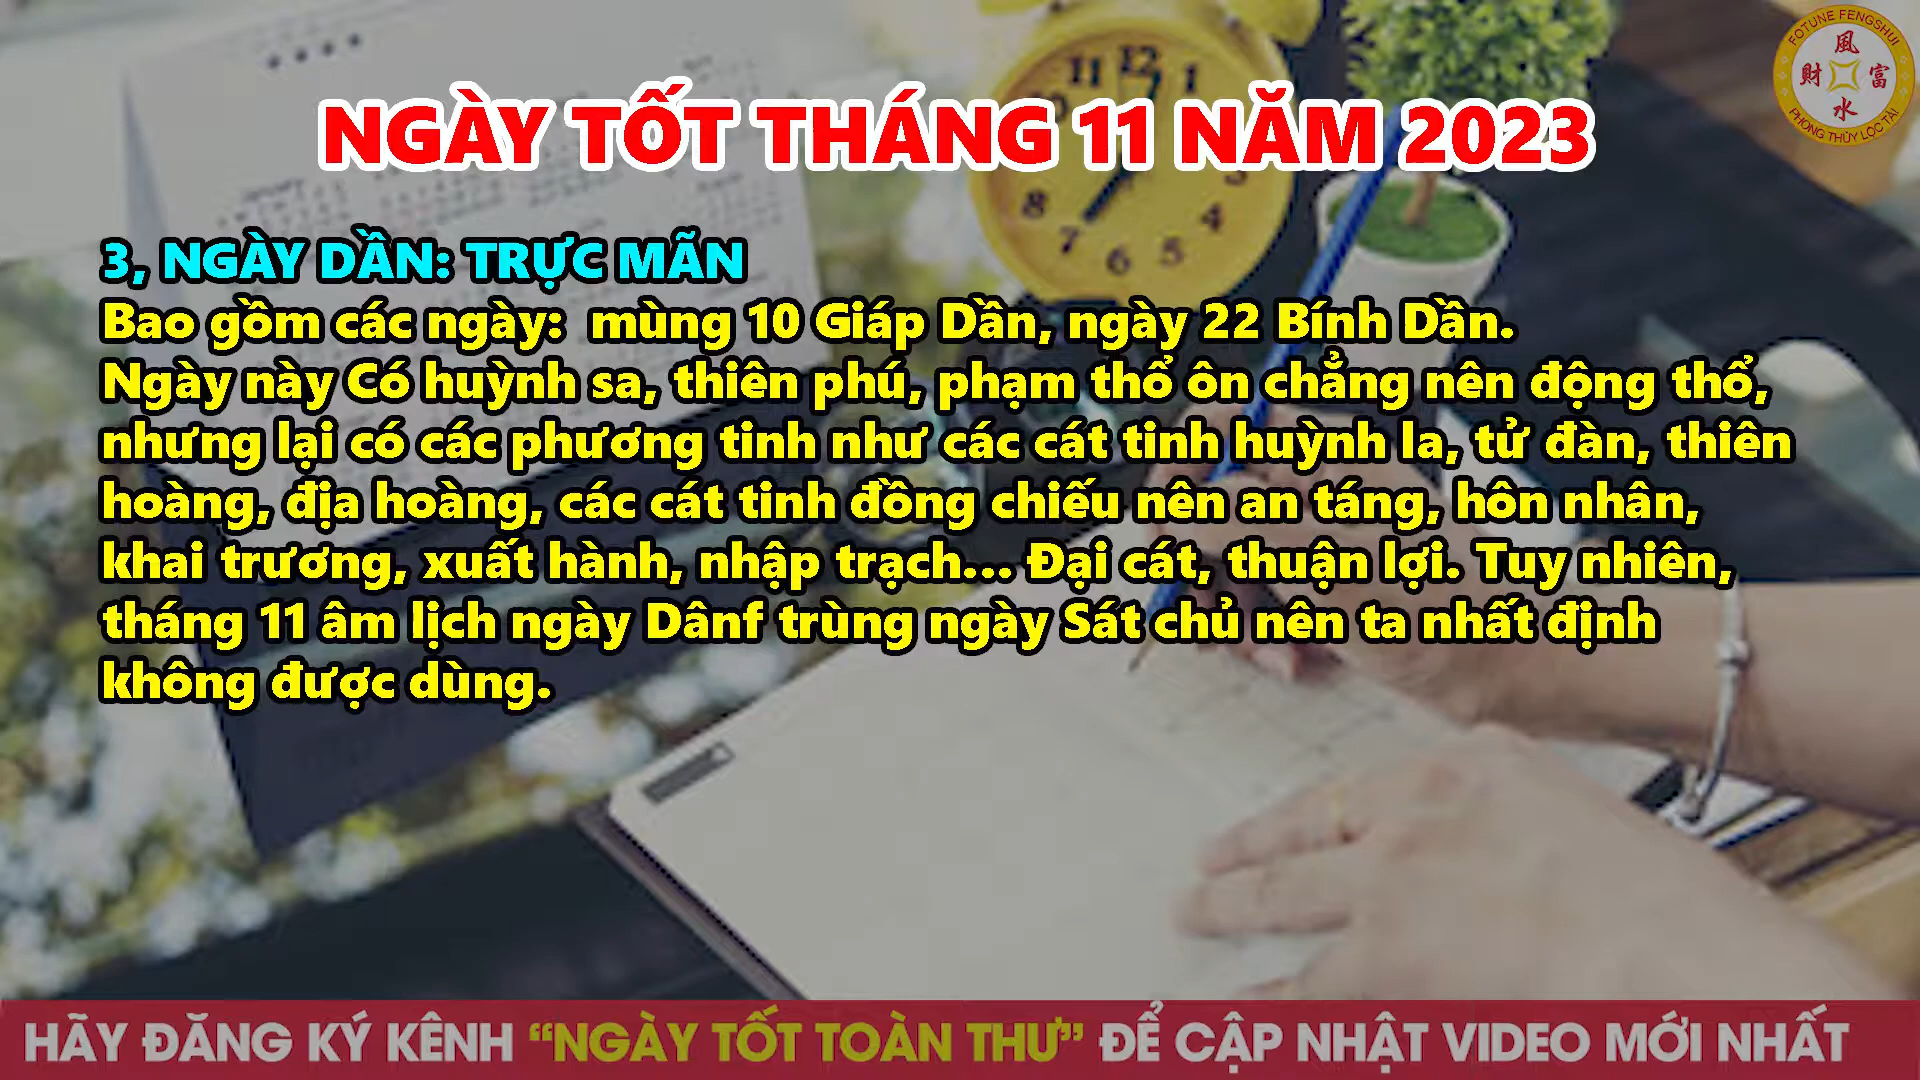 FOTUNE FENGSHUI
風
財 富
水
PHONG THỦY LỘC TÀI
NGÀY TỐT THÁNG 11 NĂM 2023
3, NGÀY DẦN: TRỰC MÃN
Bao gồm các ngày: mùng 10 Giáp Dần, ngày 22 Bính Dần.
Ngày này Có huỳnh sa, thiên phú, phạm thổ ôn chẳng nên động thổ,
nhưng lại có các phương tinh như các cát tinh huỳnh la, tử đàn, thiên
hoàng, địa hoàng, các cát tinh đồng chiếu nên an táng, hôn nhân,
khai trương, xuất hành, nhập trạch... Đại cát, thuận lợi. Tuy nhiên,
tháng 11 âm lịch ngày Dânf trùng ngày Sát chủ nên ta nhất định
không được dùng.
HÃY ĐĂNG KÝ KÊNH “NGÀY TỐT TOÀN THƯ” ĐỂ CẬP NHẬT VIDEO MỚI NHẤT